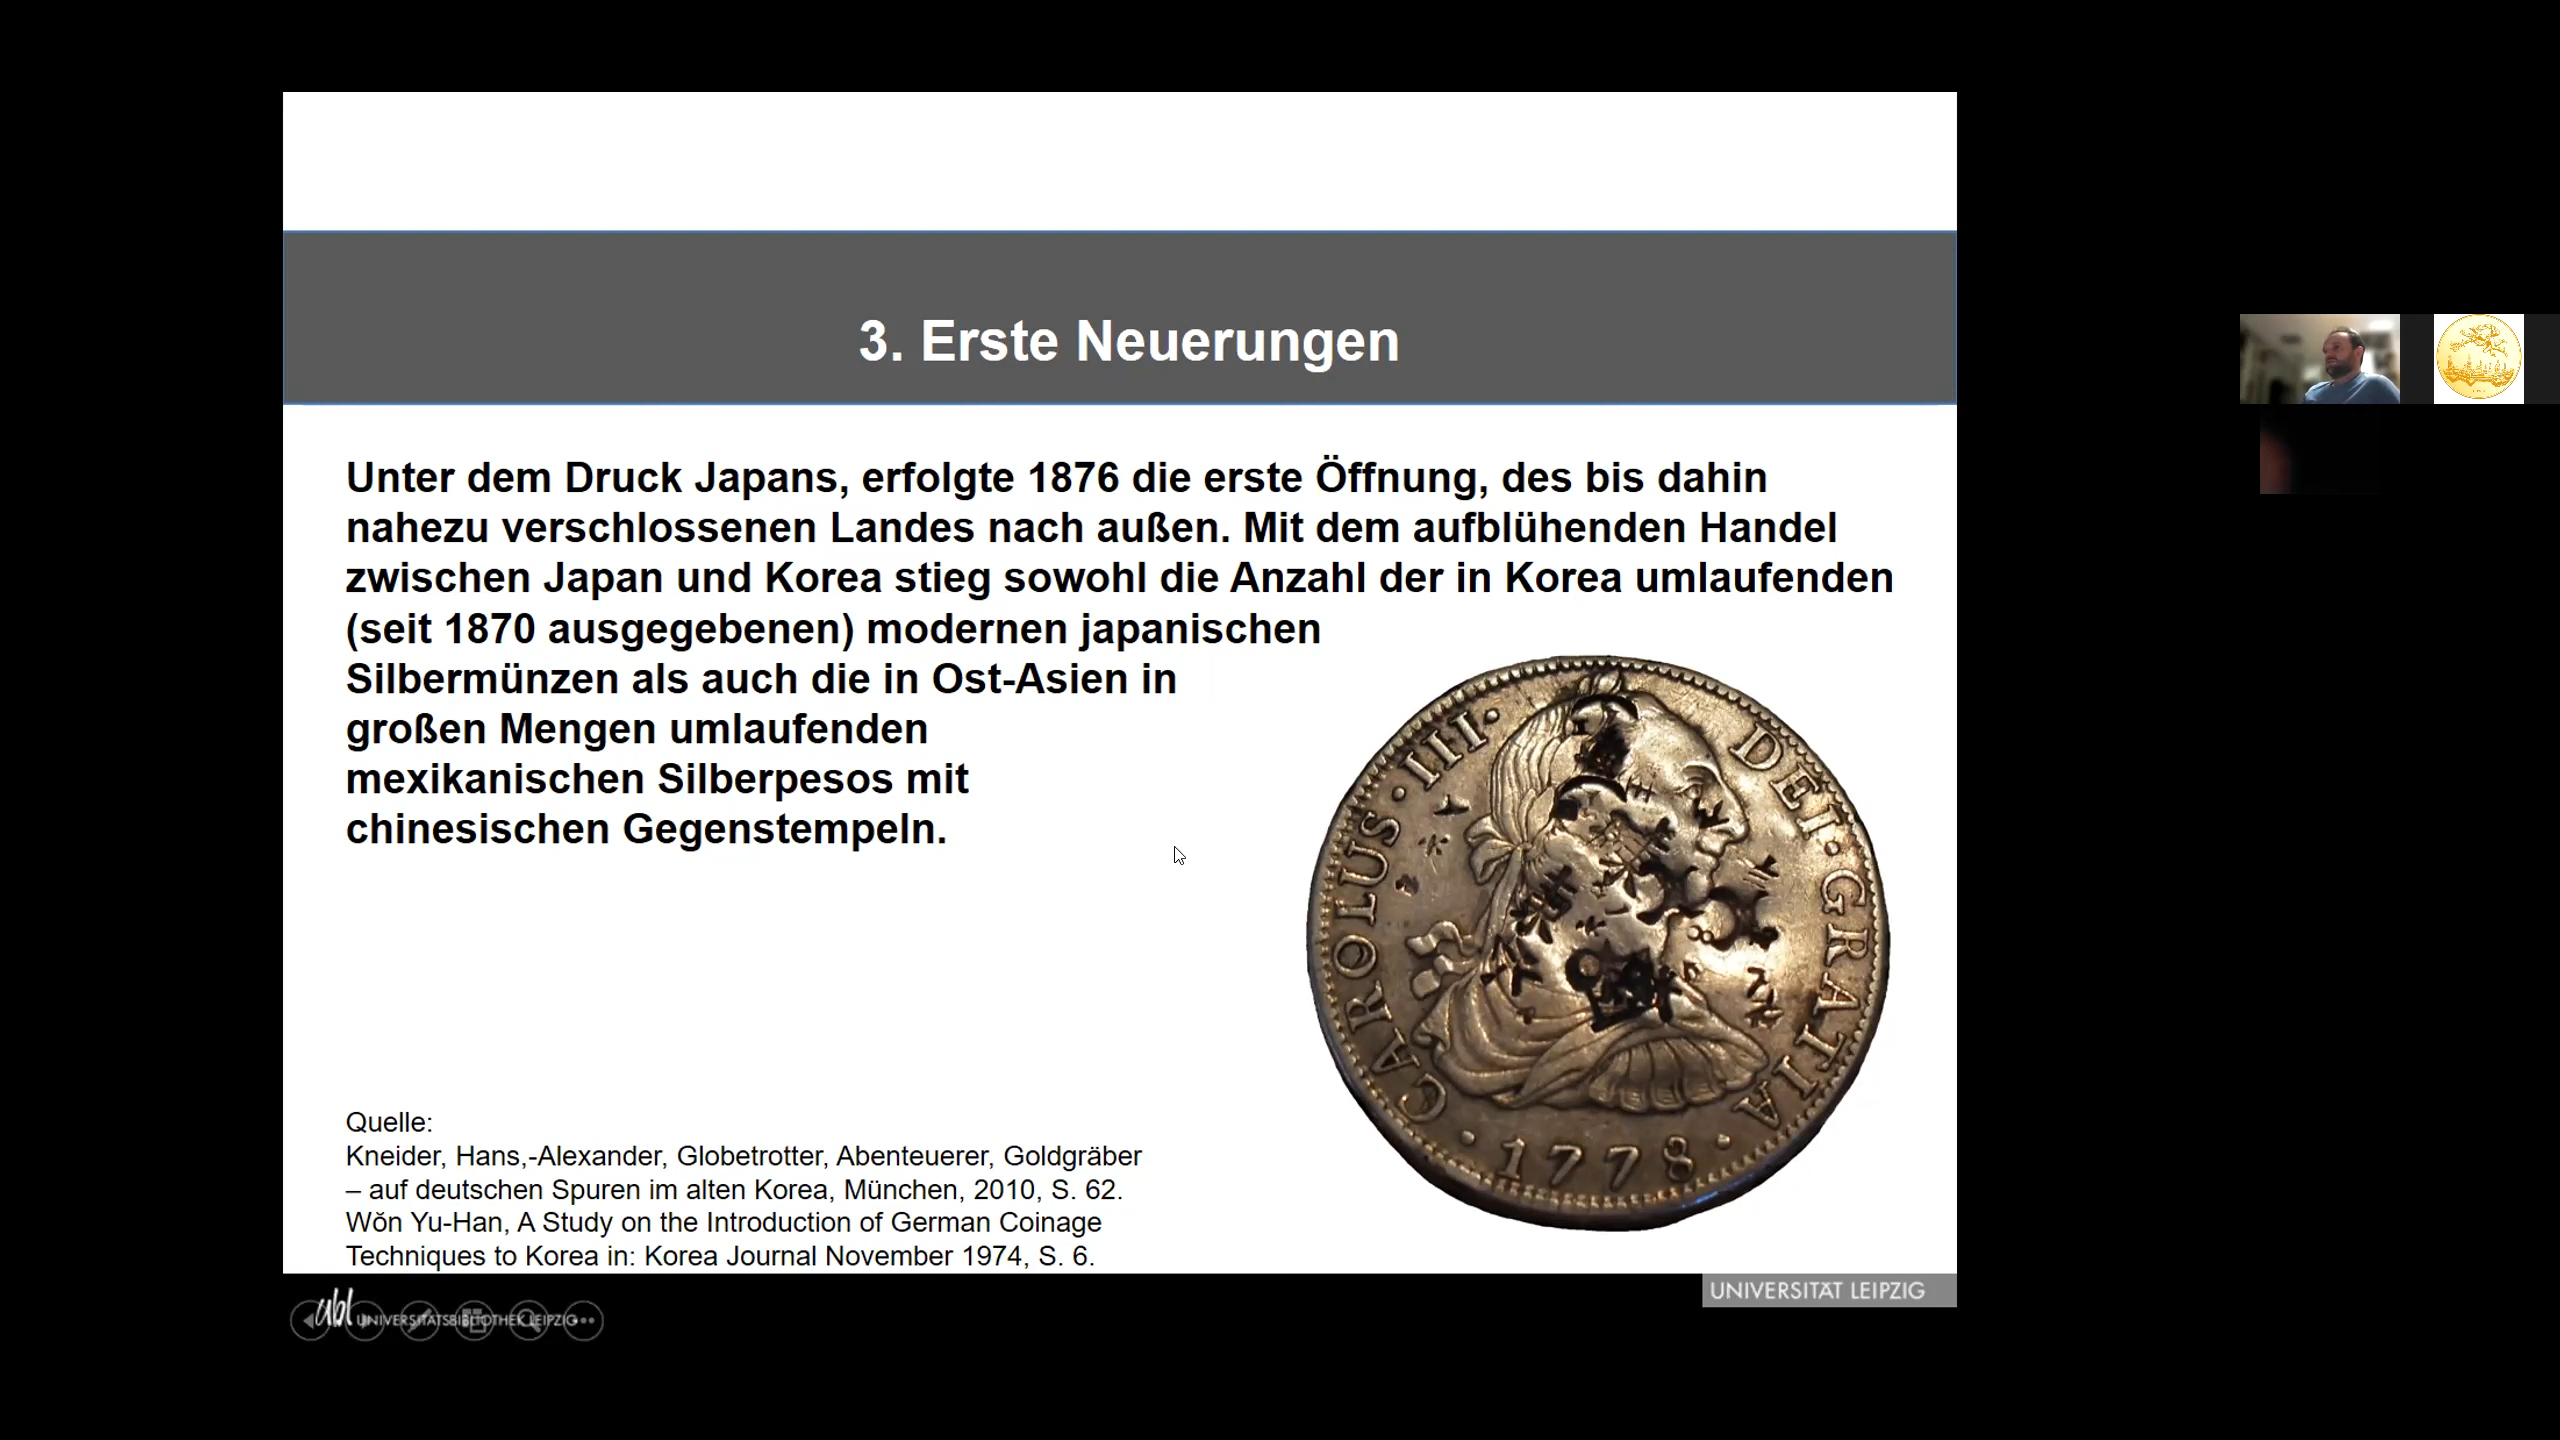 3. Erste Neuerungen
Unter dem Druck Japans, erfolgte 1876 die erste Öffnung, des bis dahin
nahezu verschlossenen Landes nach außen. Mit dem aufblühenden Handel
zwischen Japan und Korea stieg sowohl die Anzahl der in Korea umlaufenden
(seit 1870 ausgegebenen) modernen japanischen
Silbermünzen als auch die in Ost-Asien in
großen Mengen umlaufenden
mexikanischen Silberpesos mit
chinesischen Gegenstempeln.
CAROLUS·III· DEI·GRATIA
·1778·
Quelle:
Kneider, Hans,-Alexander, Globetrotter, Abenteuerer, Goldgräber
– auf deutschen Spuren im alten Korea, München, 2010, S. 62.
Wŏn Yu-Han, A Study on the Introduction of German Coinage
Techniques to Korea in: Korea Journal November 1974, S. 6.
UNIVERSITÄT LEIPZIG
ubl UNIVERSITÄTSBIBLIOTHEK LEIPZIG